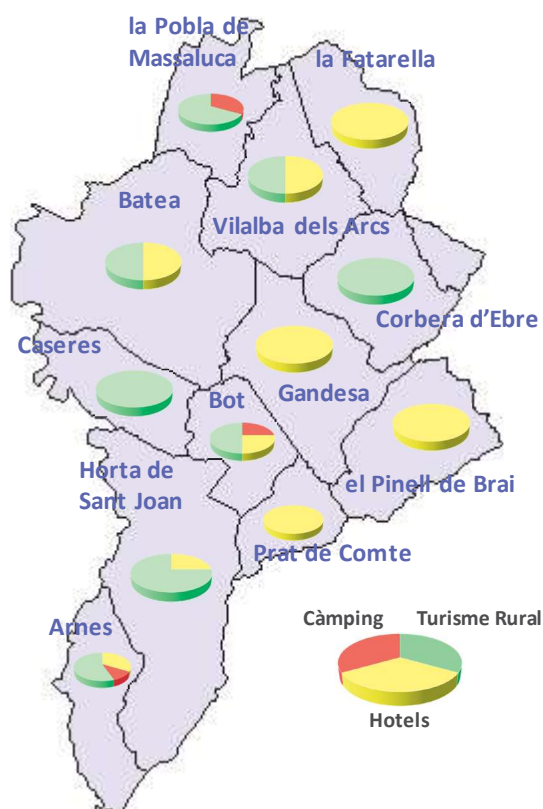 la Pobla de
Massaluca
la Fatarella
Batea
Vilalba dels Arcs
Corbera d'Ebre
Caseres
Gandesa
Bot
Horta de
Sant Joan
el Pinell de Brai
Prat de Comte
Arnes
Càmping
Turisme Rural
Hotels